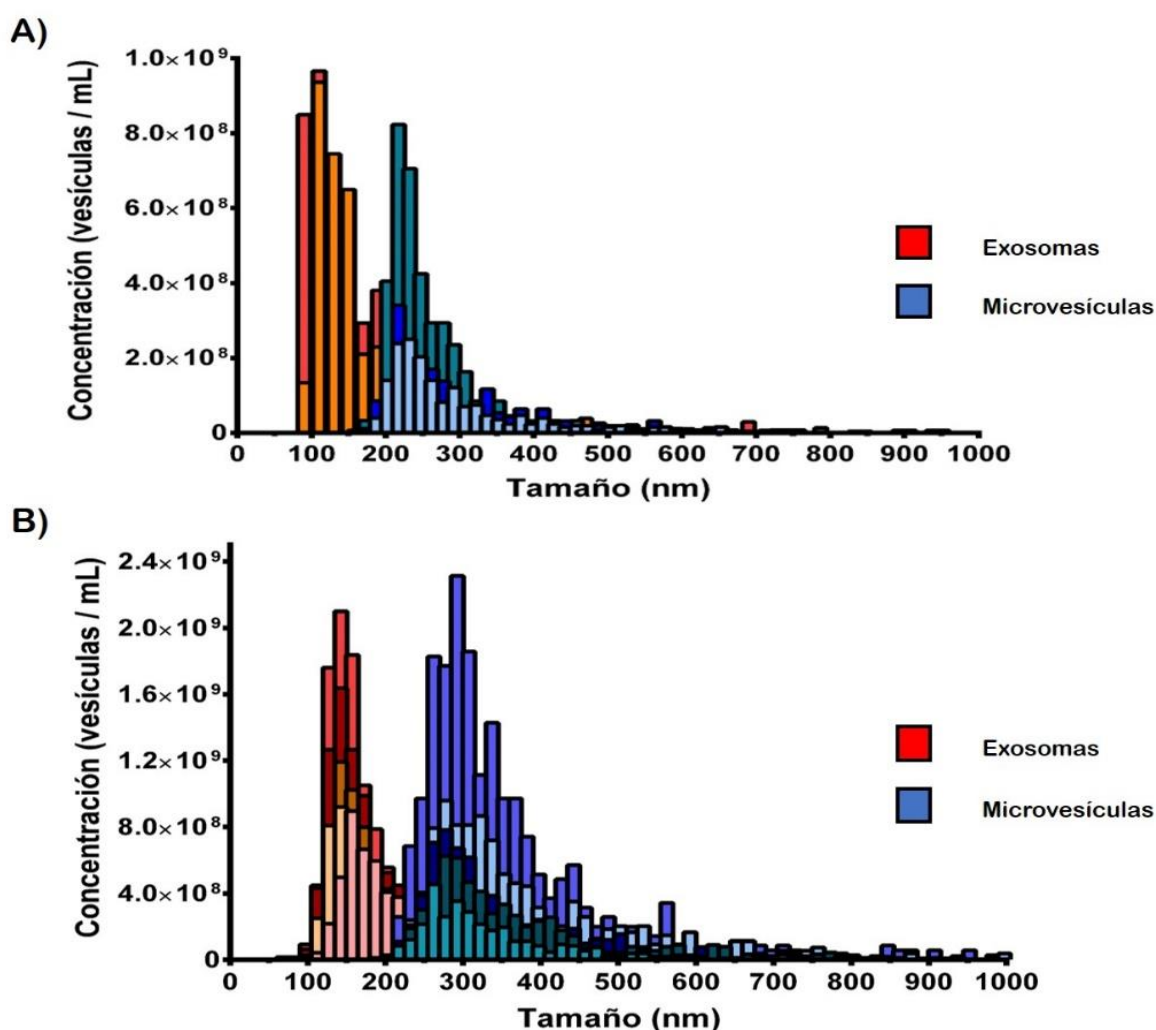 A)
Concentración (vesículas / mL)
1.0×10⁹
8.0×10⁸
6.0×10⁸
4.0×10⁸
2.0×10⁸
0
0 100 200 300 400 500 600 700 800 900 1000
Tamaño (nm)
Exosomas
Microvesículas
B)
Concentración (vesículas / mL)
2.4×10⁹
2.0×10⁹
1.6×10⁹
1.2×10⁹
8.0×10⁸
4.0×10⁸
0
0 100 200 300 400 500 600 700 800 900 1000
Tamaño (nm)
Exosomas
Microvesículas